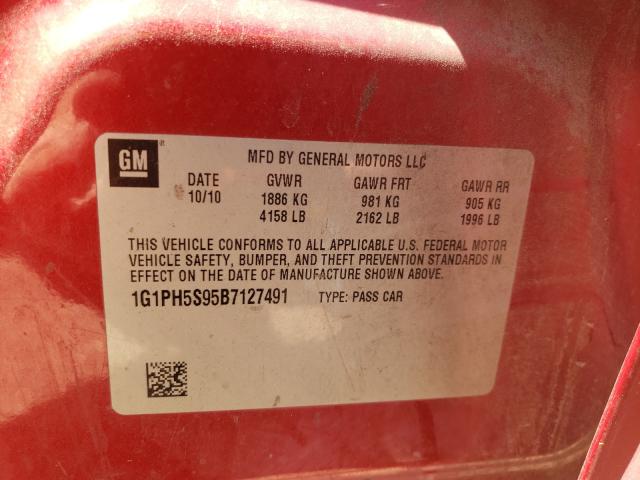 GM
MFD BY GENERAL MOTORS LLC
DATE GVWR GAWR FRT GAWR RR
10/10 1886 KG 981 KG 905 KG
4158 LB 2162 LB 1996 LB
THIS VEHICLE CONFORMS TO ALL APPLICABLE U.S. FEDERAL MOTOR
VEHICLE SAFETY, BUMPER, AND THEFT PREVENTION STANDARDS IN
EFFECT ON THE DATE OF MANUFACTURE SHOWN ABOVE.
1G1PH5S95B7127491 TYPE: PASS CAR